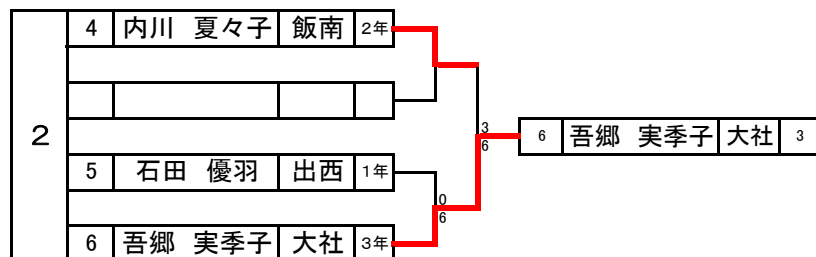 4 内川 夏々子 飯南 2年
2
3
6
6 吾郷 実季子 大社 3
5 石田 優羽 出西 1年
0
6
6 吾郷 実季子 大社 3年